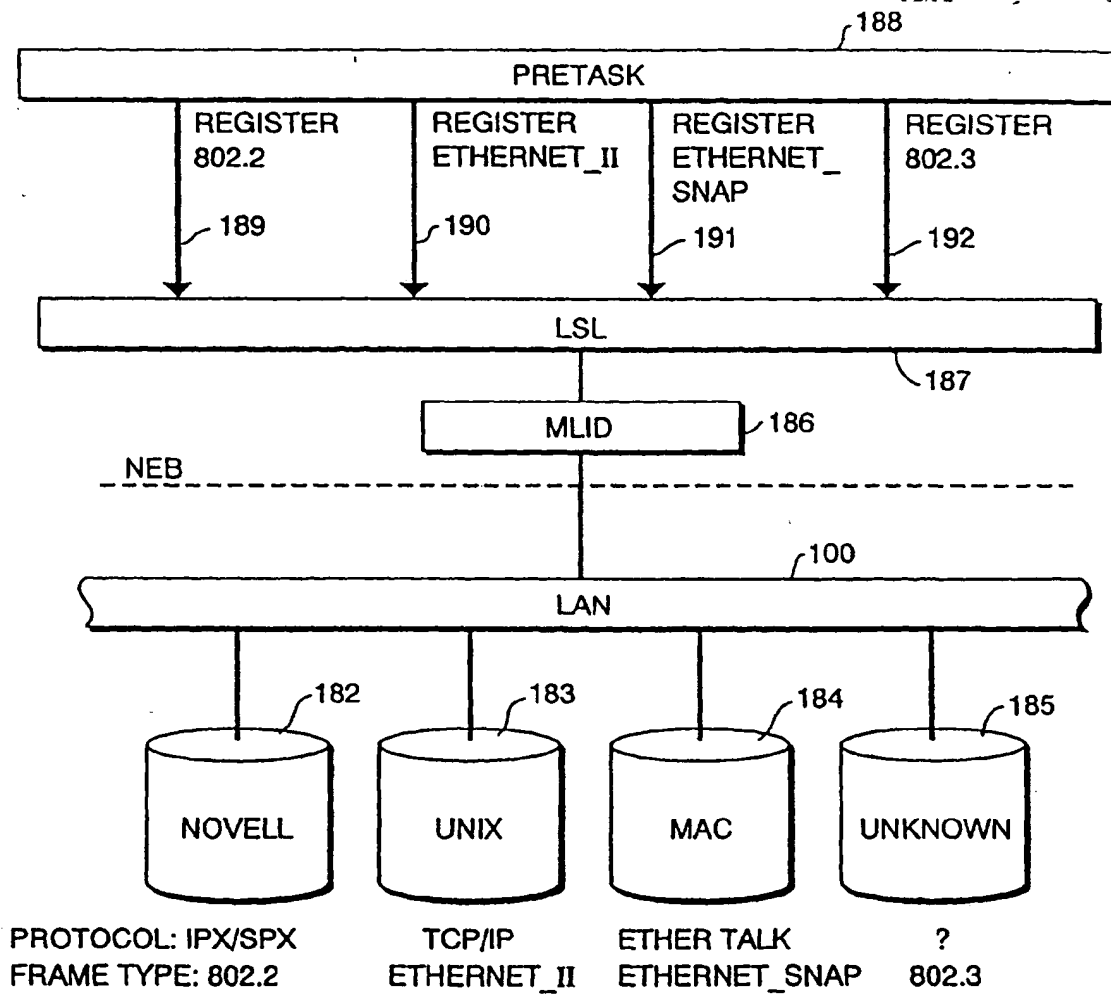 188
PRETASK
REGISTER
802.2
REGISTER
ETHERNET_II
REGISTER
ETHERNET_
SNAP
REGISTER
802.3
189
190
191
192
LSL
187
MLID
186
NEB
100
LAN
182
183
184
185
NOVELL
UNIX
MAC
UNKNOWN
PROTOCOL: IPX/SPX TCP/IP ETHER TALK ?
FRAME TYPE: 802.2 ETHERNET_II ETHERNET_SNAP 802.3